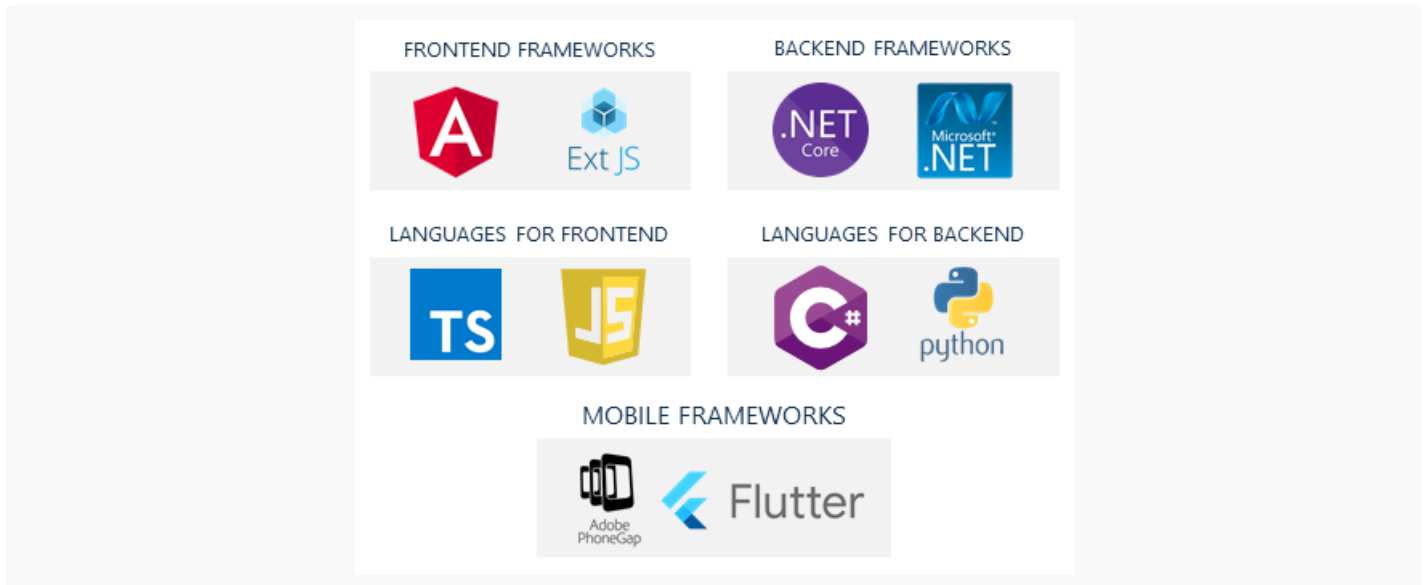 FRONTEND FRAMEWORKS
A
Ext JS
BACKEND FRAMEWORKS
.NET
Core
Microsoft®
.NET™
LANGUAGES FOR FRONTEND
TS
JS
LANGUAGES FOR BACKEND
C#
python
MOBILE FRAMEWORKS
Adobe
PhoneGap
Flutter